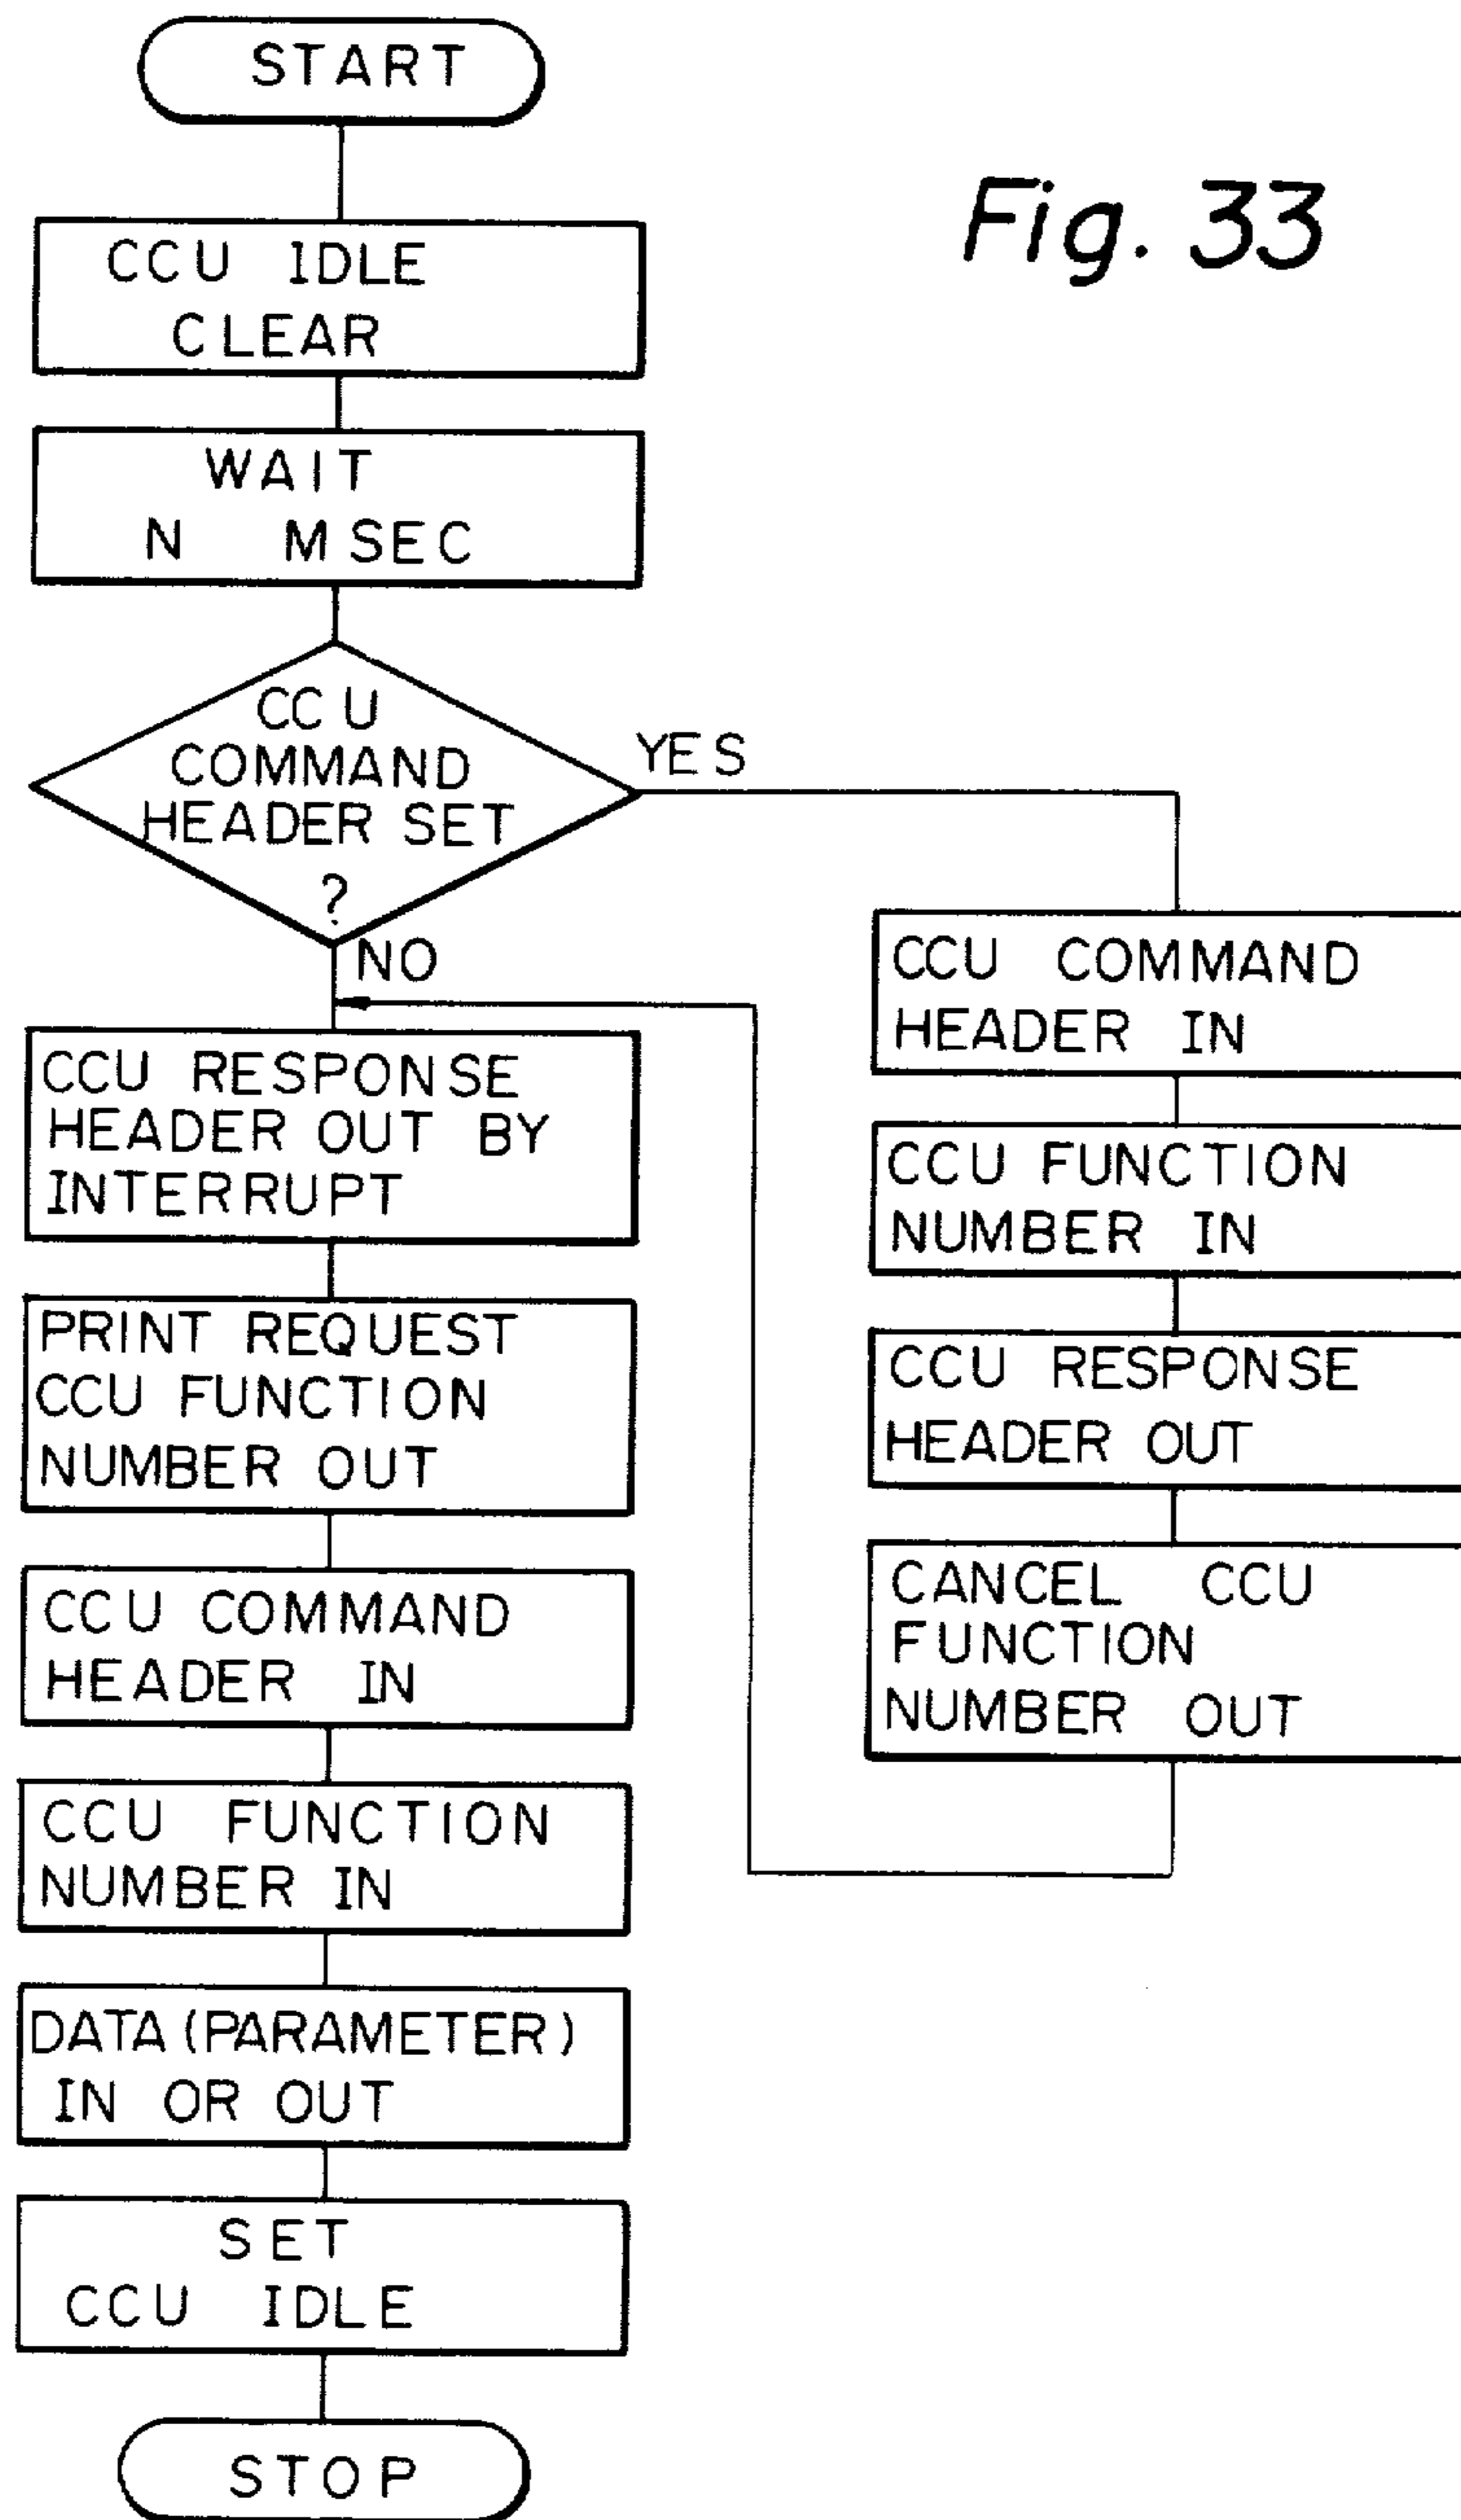 START
Fig. 33
CCU IDLE
CLEAR
WAIT
N MSEC
CCU
COMMAND
HEADER SET
?
YES
NO
CCU RESPONSE
HEADER OUT BY
INTERRUPT
PRINT REQUEST
CCU FUNCTION
NUMBER OUT
CCU COMMAND
HEADER IN
CCU FUNCTION
NUMBER IN
DATA (PARAMETER)
IN OR OUT
SET
CCU IDLE
STOP
CCU COMMAND
HEADER IN
CCU FUNCTION
NUMBER IN
CCU RESPONSE
HEADER OUT
CANCEL CCU
FUNCTION
NUMBER OUT